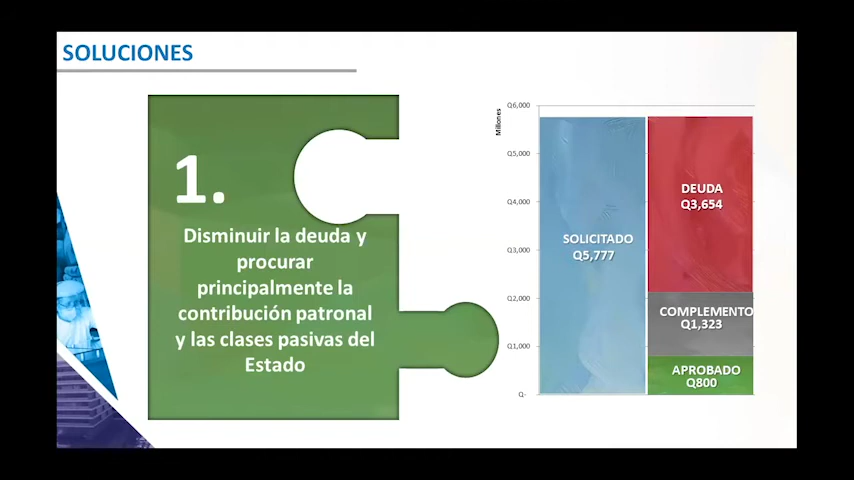 SOLUCIONES
1.
Disminuir la deuda y
procurar
principalmente la
contribución patronal
y las clases pasivas del
Estado
Millones
Q6,000
Q5,000
Q4,000
Q3,000
Q2,000
Q1,000
Q-
SOLICITADO
Q5,777
DEUDA
Q3,654
COMPLEMENTO
Q1,323
APROBADO
Q800